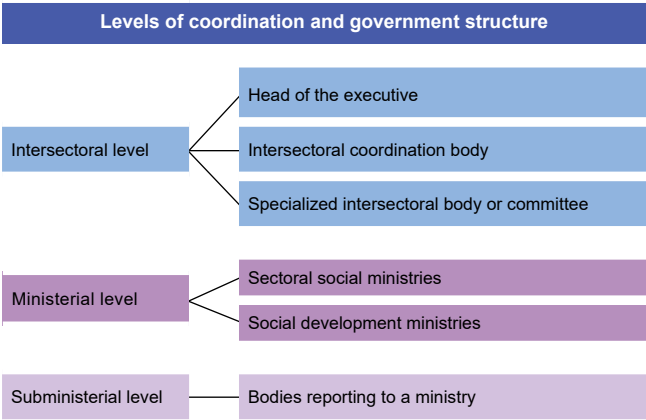 Levels of coordination and government structure
Head of the executive
Intersectoral level
Intersectoral coordination body
Specialized intersectoral body or committee
Sectoral social ministries
Ministerial level
Social development ministries
Subministerial level
Bodies reporting to a ministry